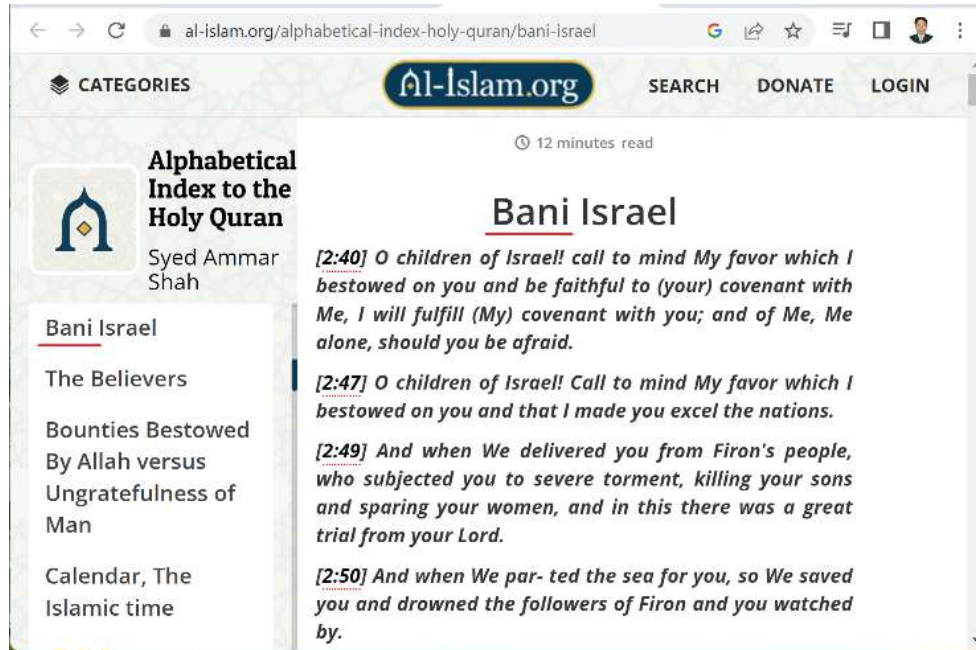 al-islam.org/alphabetical-index-holy-quran/bani-israel
CATEGORIES
Al-Islam.org
SEARCH
DONATE
LOGIN
Alphabetical
Index to the
Holy Quran
Syed Ammar
Shah
Bani Israel
The Believers
Bounties Bestowed
By Allah versus
Ungratefulness of
Man
Calendar, The
Islamic time
12 minutes read
Bani Israel
[2:40] O children of Israel! call to mind My favor which I
bestowed on you and be faithful to (your) covenant with
Me, I will fulfill (My) covenant with you; and of Me, Me
alone, should you be afraid.
[2:47] O children of Israel! Call to mind My favor which I
bestowed on you and that I made you excel the nations.
[2:49] And when We delivered you from Firon's people,
who subjected you to severe torment, killing your sons
and sparing your women, and in this there was a great
trial from your Lord.
[2:50] And when We par- ted the sea for you, so We saved
you and drowned the followers of Firon and you watched
by.